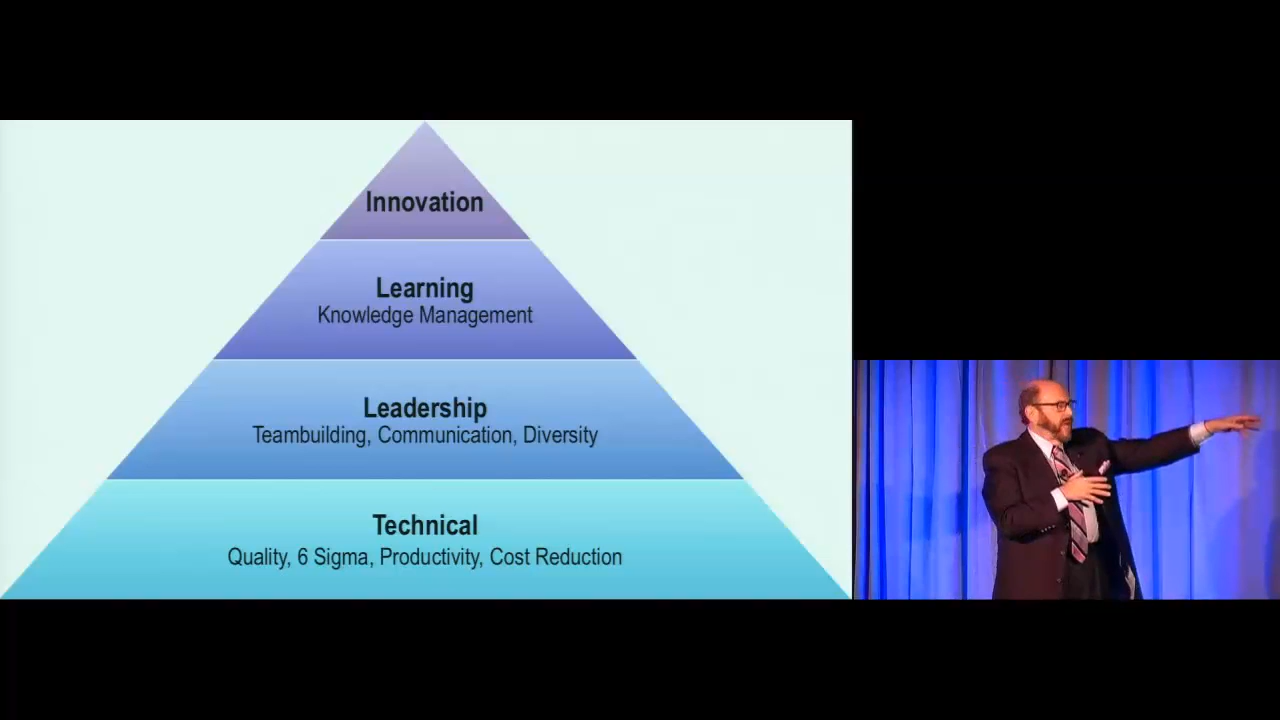 Innovation
Learning
Knowledge Management
Leadership
Teambuilding, Communication, Diversity
Technical
Quality, 6 Sigma, Productivity, Cost Reduction